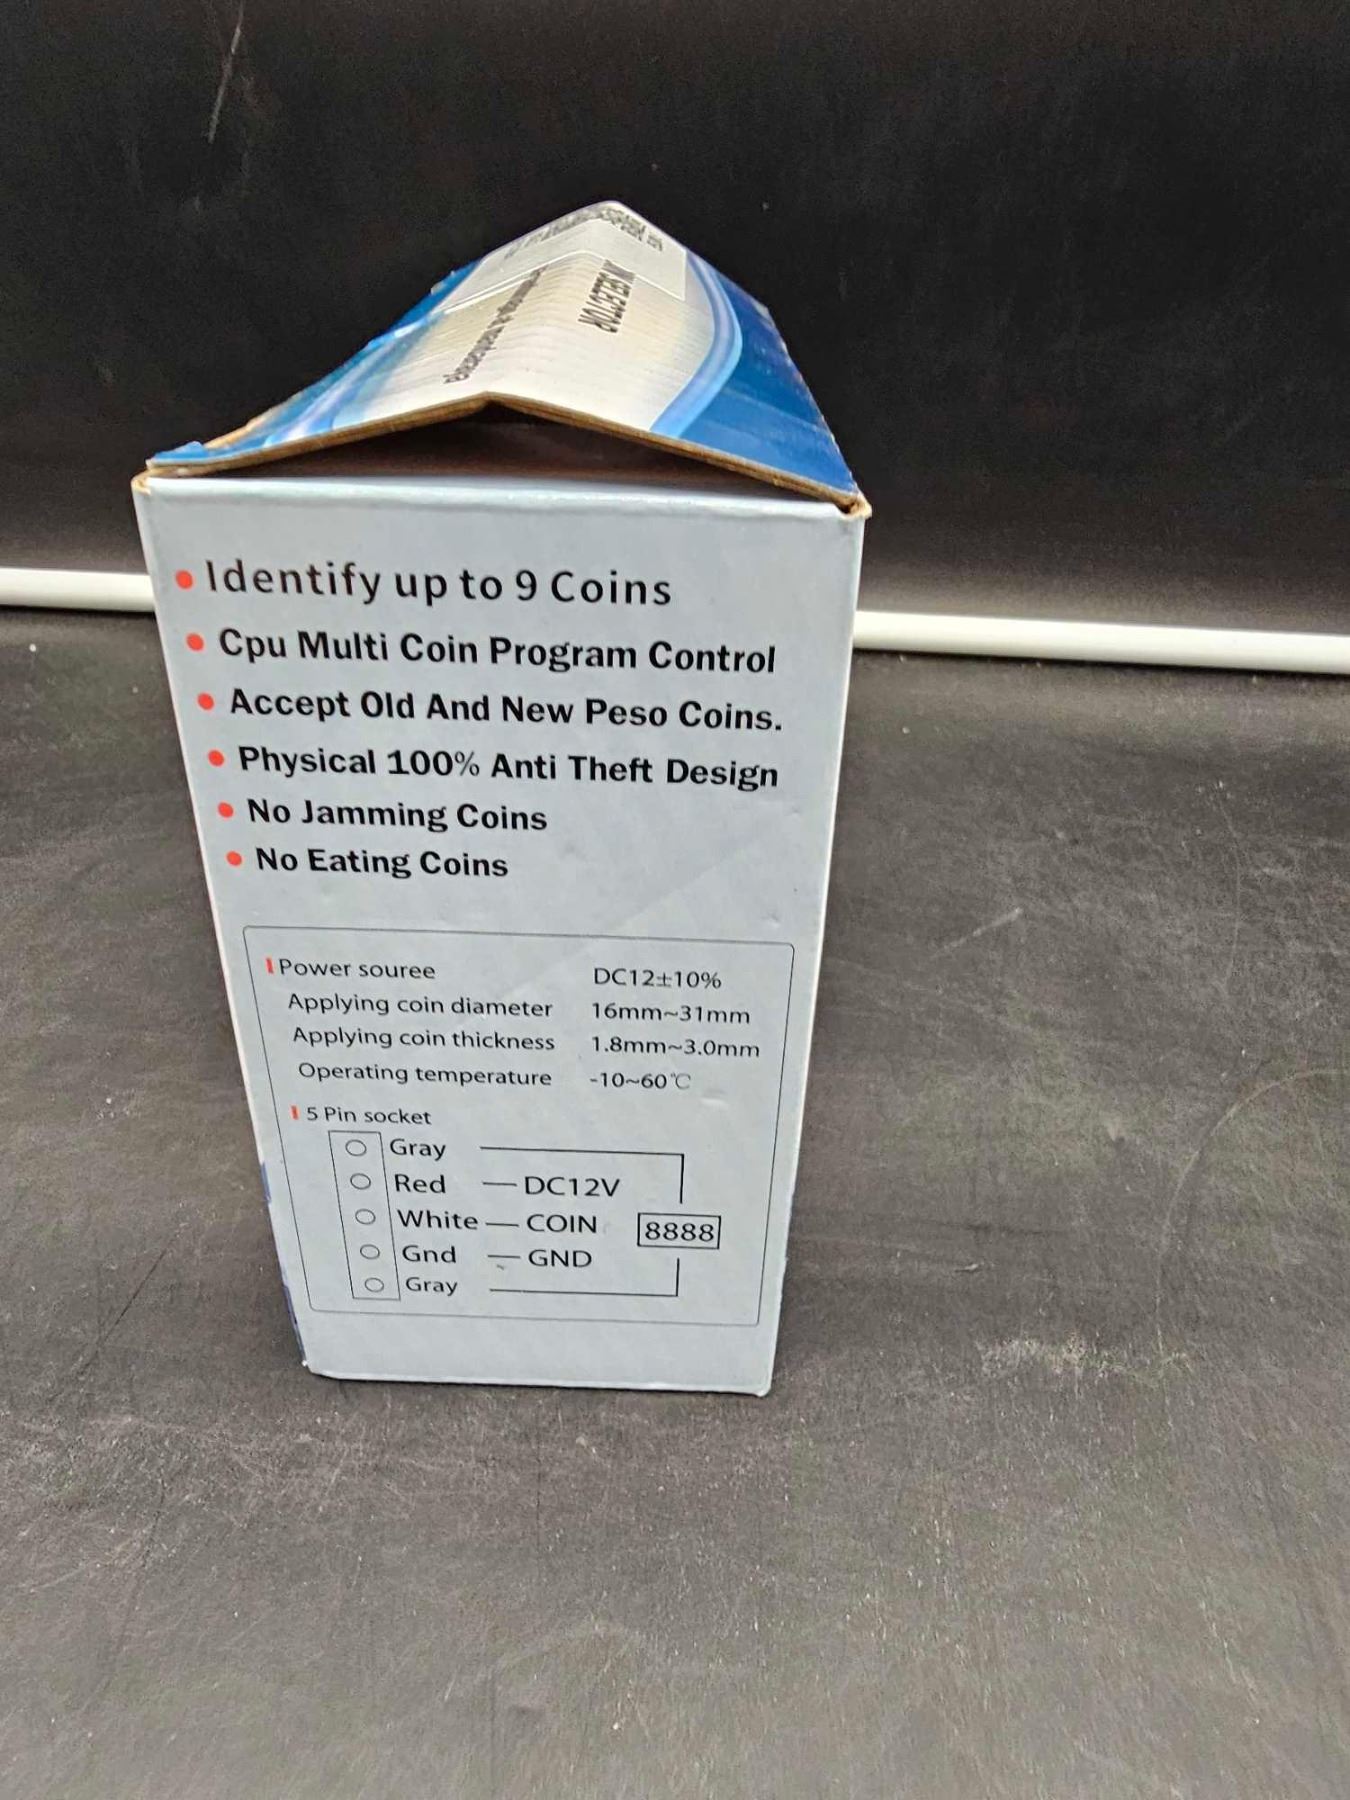 SELECTOR
• Identify up to 9 Coins
• Cpu Multi Coin Program Control
• Accept Old And New Peso Coins.
• Physical 100% Anti Theft Design
• No Jamming Coins
• No Eating Coins
Power souree DC12±10%
Applying coin diameter 16mm~31mm
Applying coin thickness 1.8mm~3.0mm
Operating temperature -10~60℃
5 Pin socket
Gray
Red — DC12V
White — COIN 8888
Gnd — GND
Gray